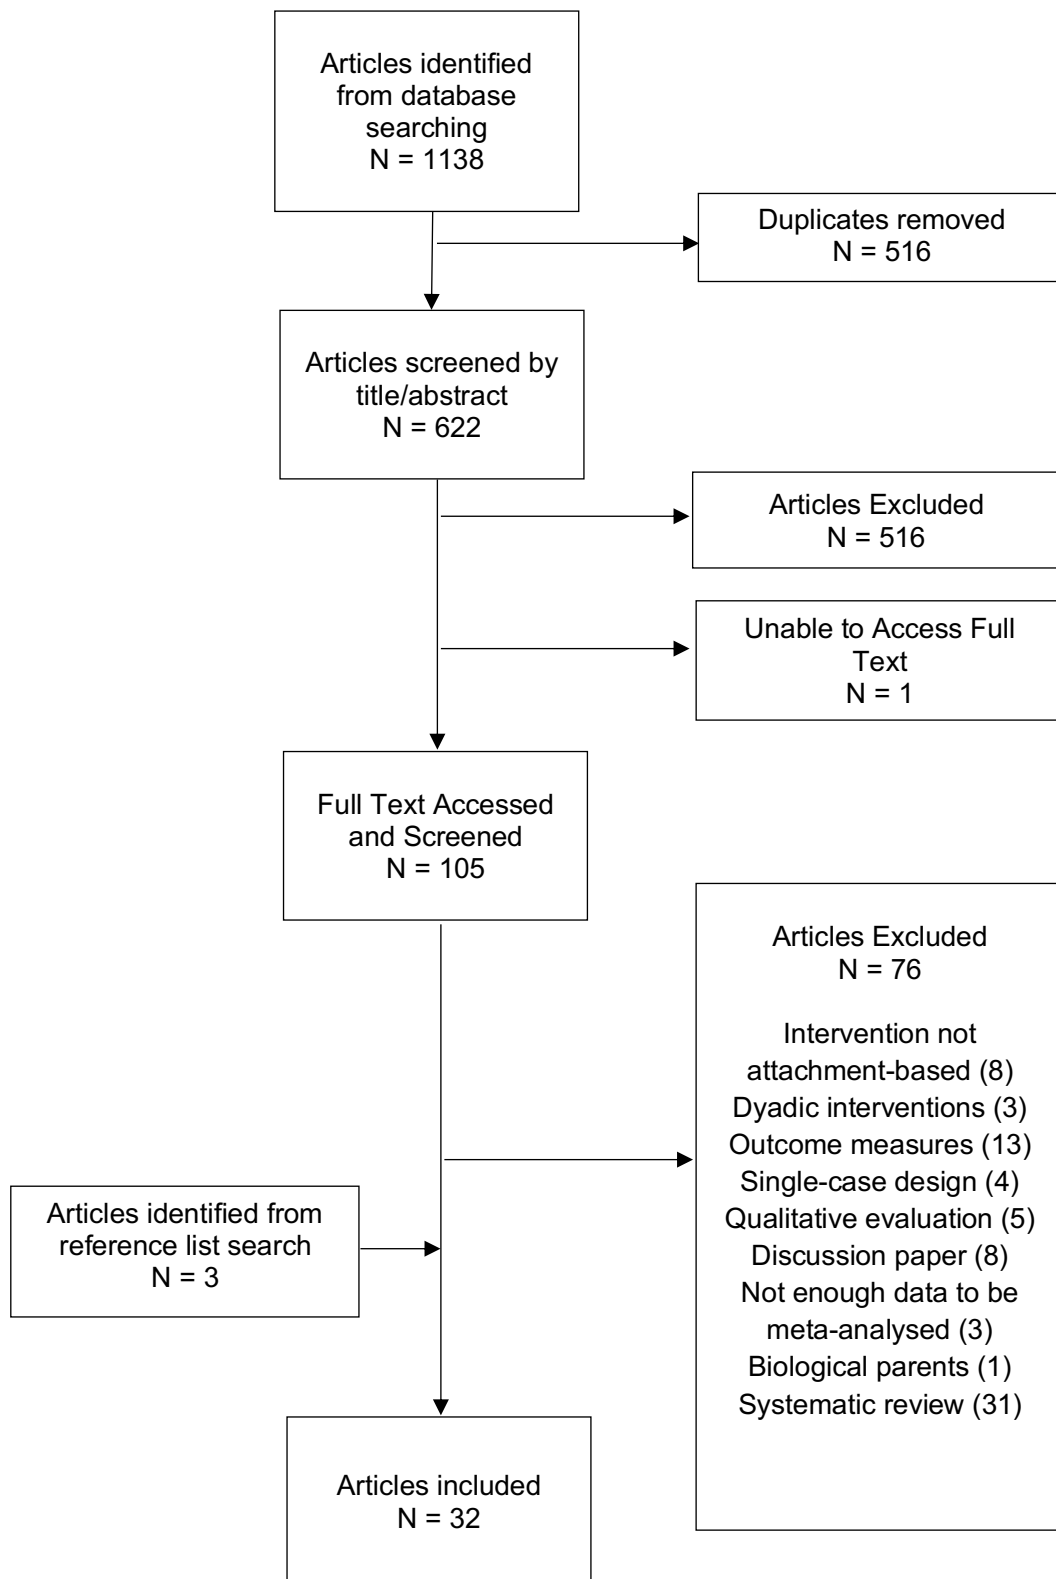 Articles identified
from database
searching
N = 1138
Duplicates removed
N = 516
Articles screened by
title/abstract
N = 622
Articles Excluded
N = 516
Unable to Access Full
Text
N = 1
Full Text Accessed
and Screened
N = 105
Articles Excluded
N = 76
Intervention not
attachment-based (8)
Dyadic interventions (3)
Outcome measures (13)
Single-case design (4)
Qualitative evaluation (5)
Discussion paper (8)
Not enough data to be
meta-analysed (3)
Biological parents (1)
Systematic review (31)
Articles identified from
reference list search
N = 3
Articles included
N = 32